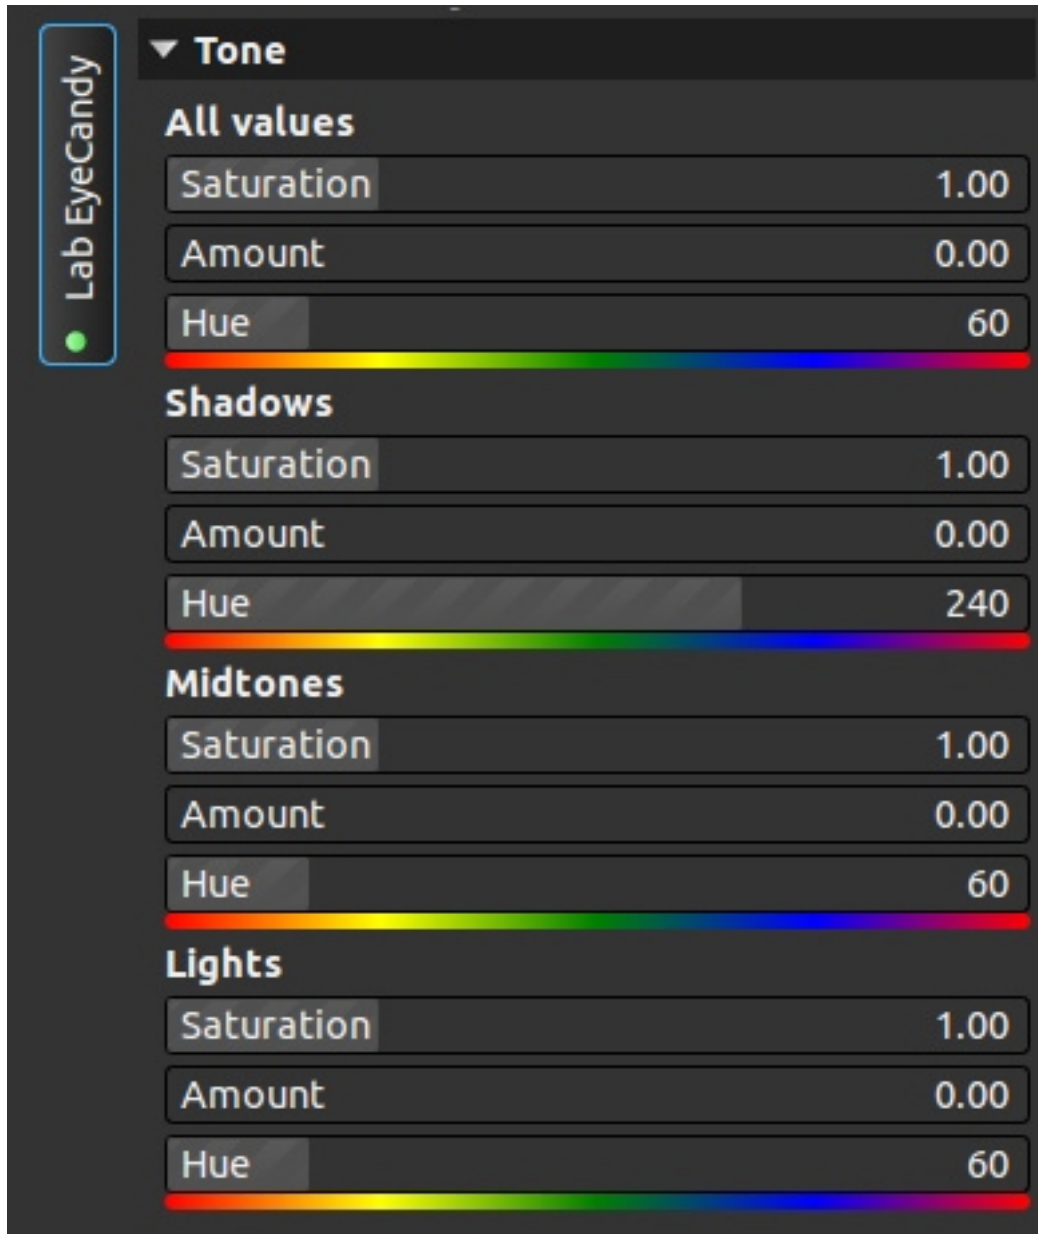 Lab EyeCandy
Tone
All values
Saturation 1.00
Amount 0.00
Hue 60
Shadows
Saturation 1.00
Amount 0.00
Hue 240
Midtones
Saturation 1.00
Amount 0.00
Hue 60
Lights
Saturation 1.00
Amount 0.00
Hue 60